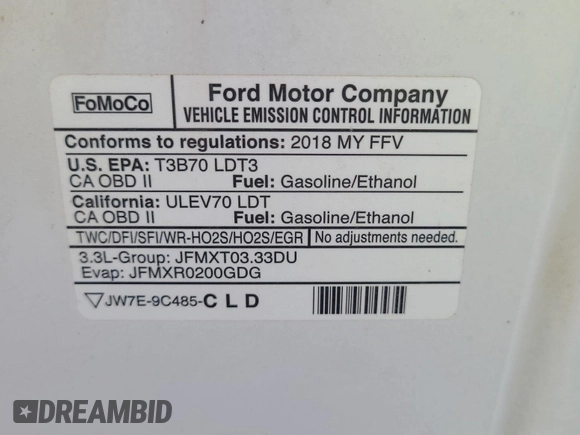 FoMoCo
Ford Motor Company
VEHICLE EMISSION CONTROL INFORMATION
Conforms to regulations: 2018 MY FFV
U.S. EPA: T3B70 LDT3
CA OBD II Fuel: Gasoline/Ethanol
California: ULEV70 LDT
CA OBD II Fuel: Gasoline/Ethanol
TWC/DFI/SFI/WR-HO2S/HO2S/EGR No adjustments needed.
3.3L-Group: JFMXT03.33DU
Evap: JFMXR0200GDG
JW7E-9C485-C L D
DREAMBID